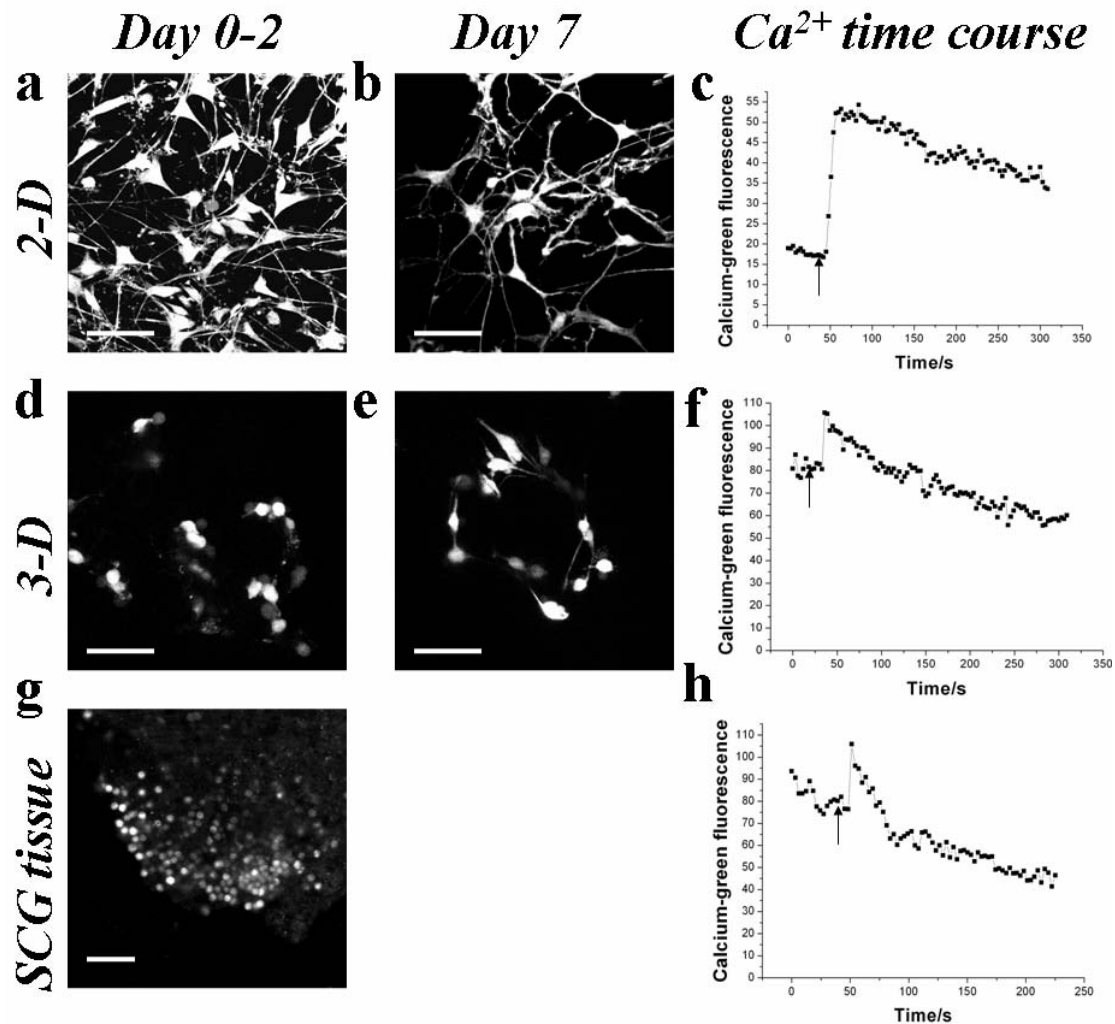 Day 0-2 Day 7 Ca²⁺ time course
2-D
a b c
Calcium-green fluorescence
55
50
45
40
35
30
25
20
15
10
5
0
0 50 100 150 200 250 300 350
Time/s
3-D
d e f
Calcium-green fluorescence
110
100
90
80
70
60
50
40
30
20
10
0
0 50 100 150 200 250 300 350
Time/s
SCG tissue
g h
Calcium-green fluorescence
110
100
90
80
70
60
50
40
30
20
10
0
0 50 100 150 200 250
Time/s